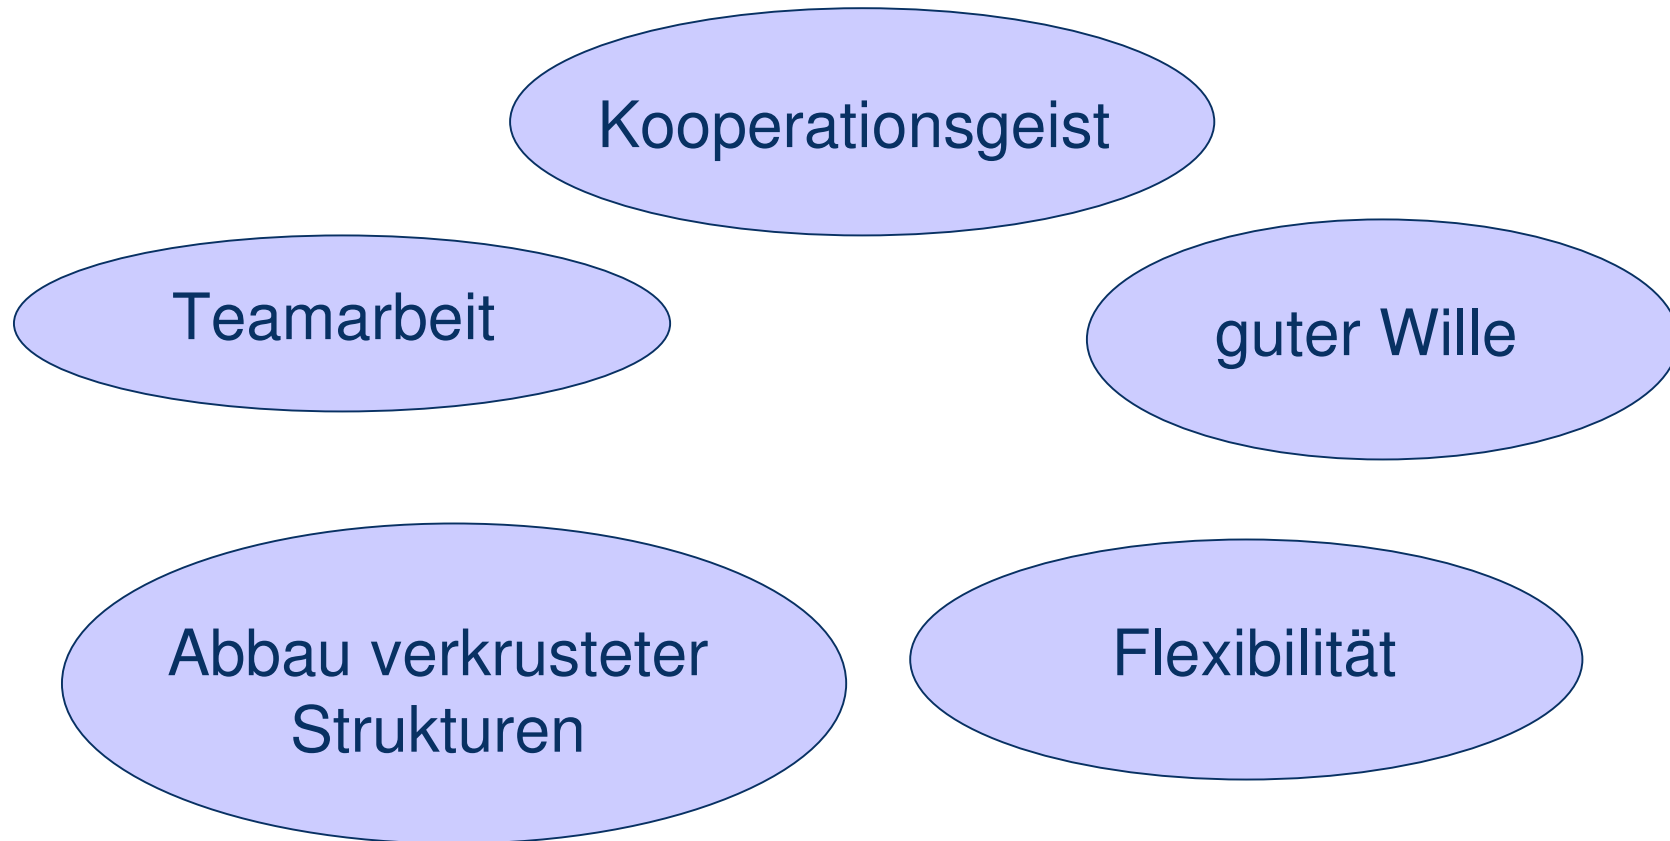 Kooperationsgeist
Teamarbeit
guter Wille
Abbau verkrusteter
Strukturen
Flexibilität